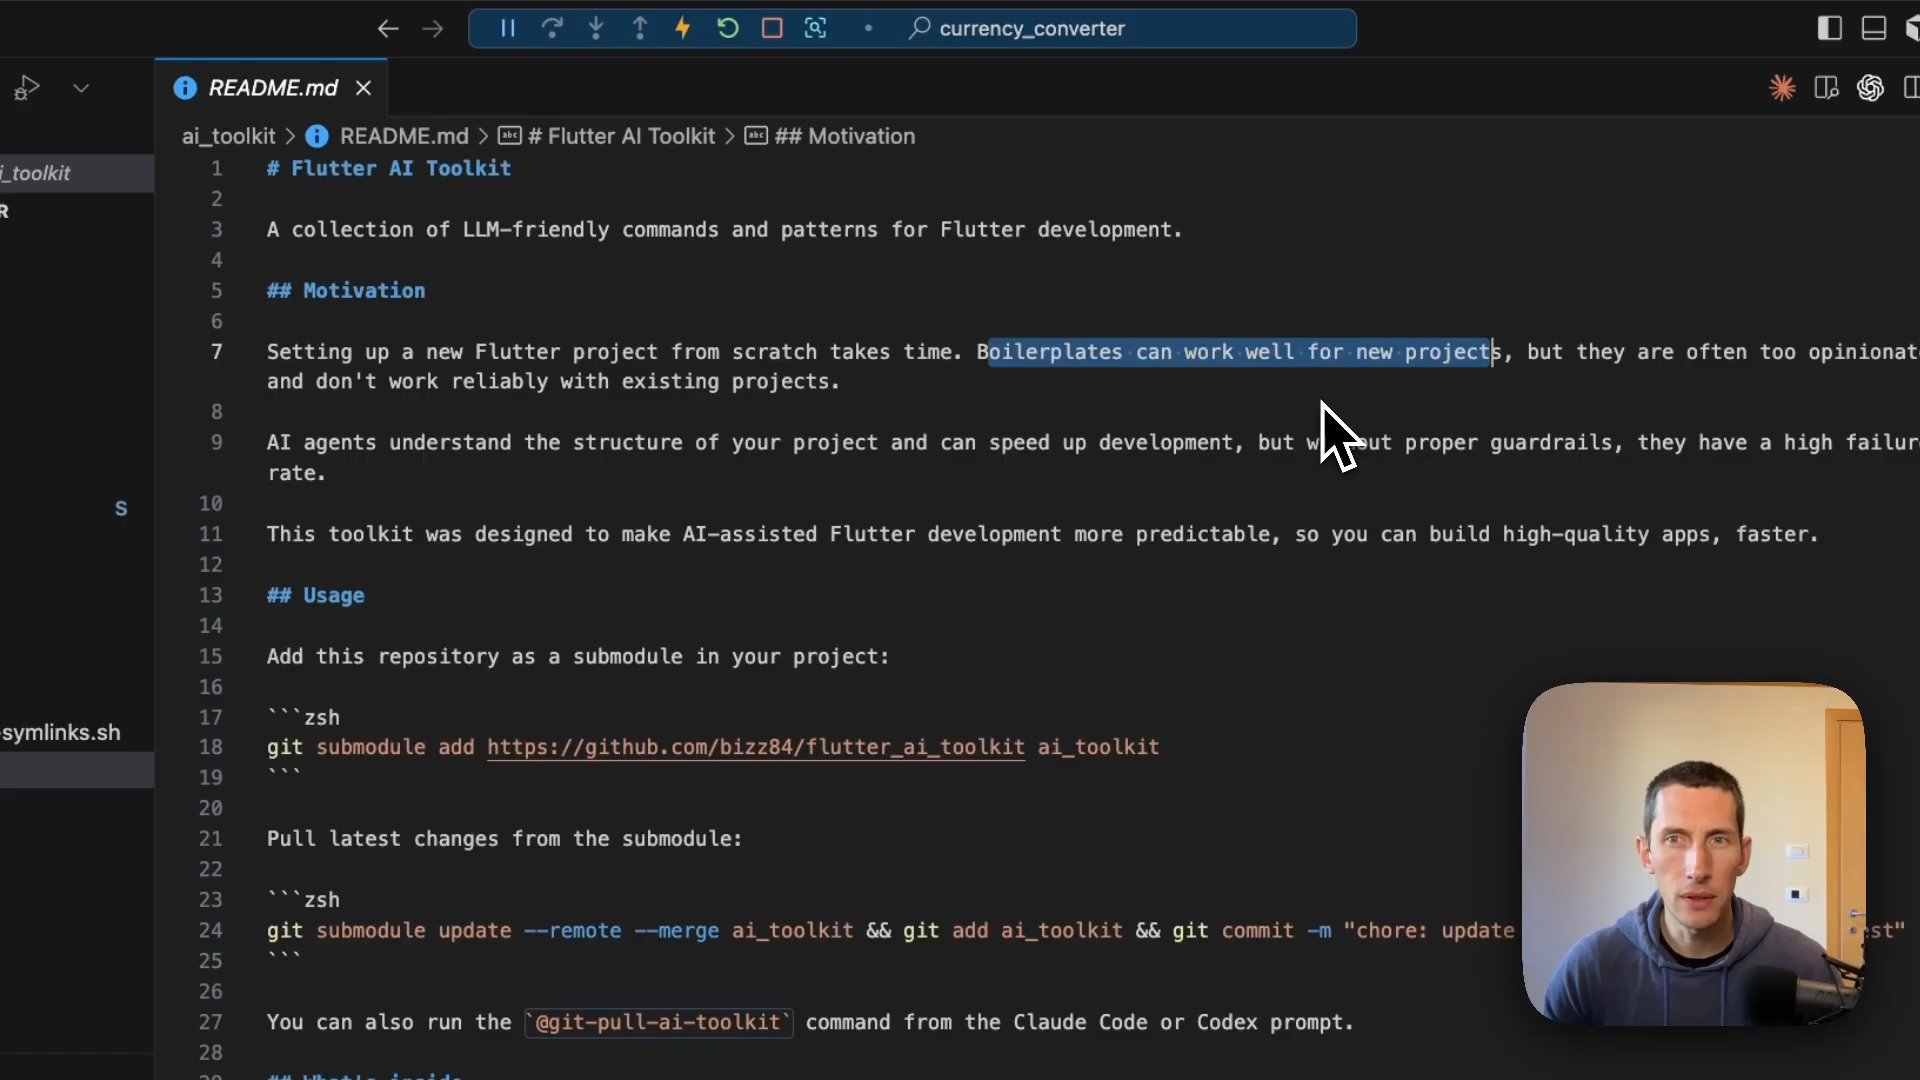 currency_converter
README.md
ai_toolkit > README.md > # Flutter AI Toolkit > ## Motivation
i_toolkit
R
S
-symlinks.sh
1 # Flutter AI Toolkit
2
3 A collection of LLM-friendly commands and patterns for Flutter development.
4
5 ## Motivation
6
7 Setting up a new Flutter project from scratch takes time. Boilerplates can work well for new projects, but they are often too opinionate
and don't work reliably with existing projects.
8
9 AI agents understand the structure of your project and can speed up development, but w out proper guardrails, they have a high failur
rate.
10
11 This toolkit was designed to make AI-assisted Flutter development more predictable, so you can build high-quality apps, faster.
12
13 ## Usage
14
15 Add this repository as a submodule in your project:
16
17 ```zsh
18 git submodule add https://github.com/bizz84/flutter_ai_toolkit ai_toolkit
19 ```
20
21 Pull latest changes from the submodule:
22
23 ```zsh
24 git submodule update --remote --merge ai_toolkit && git add ai_toolkit && git commit -m "chore: update est"
25 ```
26
27 You can also run the `@git-pull-ai-toolkit` command from the Claude Code or Codex prompt.
28